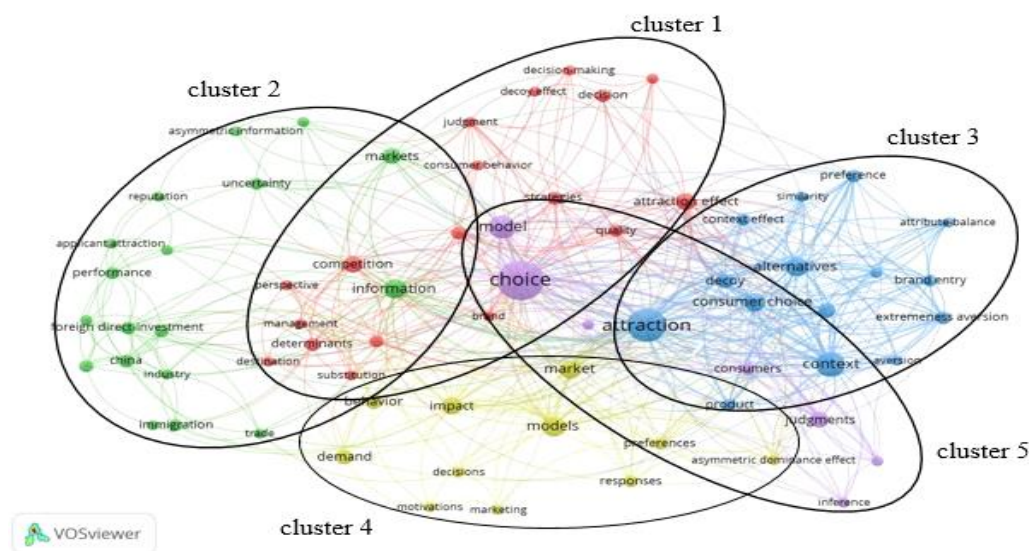 cluster 1
decision-making
decoy effect
decision
cluster 2
judgment
asymmetric information
markets
cluster 3
consumer behavior
preference
uncertainty
reputation
strategies
similarity
attraction effect
context effect
attribute balance
model
quality
applicant attraction
performance
competition
alternatives
choice
decoy
brand entry
perspective
information
consumer choice
brand
extremeness aversion
management
attraction
foreign direct investment
determinants
destination
china
industry
substitution
market
consumers
context
aversion
behavior
impact
product
immigration
trade
models
judgments
preferences
demand
asymmetric dominance effect
cluster 5
decisions
responses
motivations
marketing
inference
cluster 4
VOSviewer